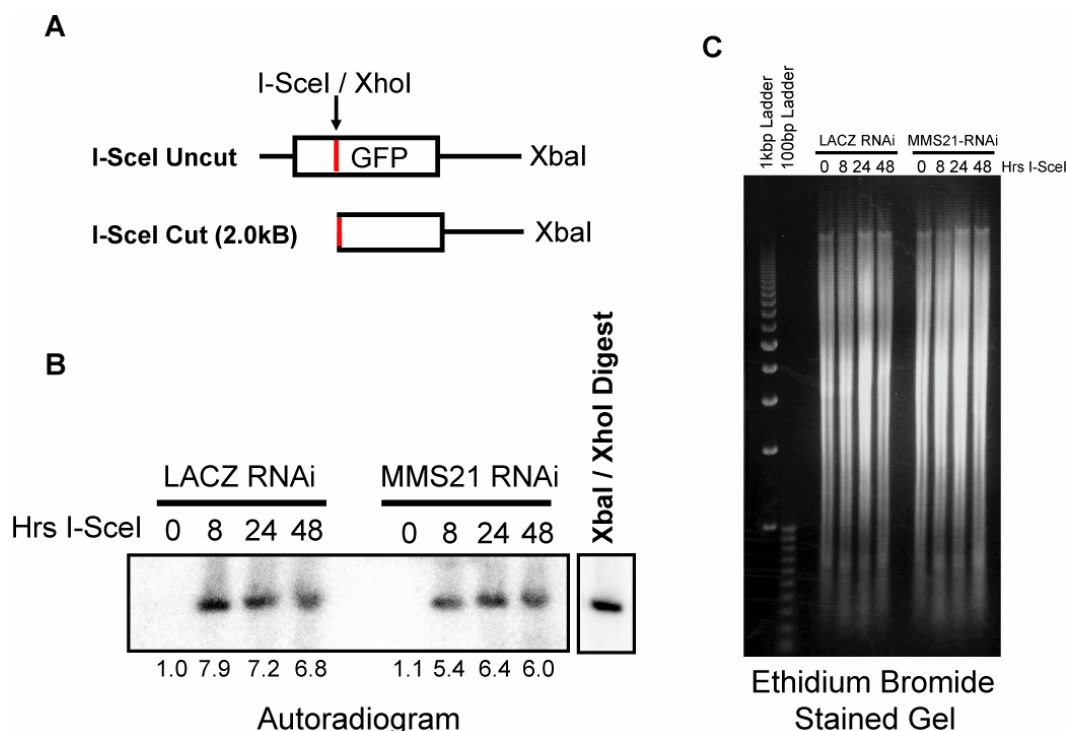 A
I-SceI / XhoI
I-SceI Uncut
GFP
XbaI
I-SceI Cut (2.0kB)
XbaI
B
LACZ RNAi
MMS21 RNAi
Xbal / XhoI Digest
Hrs I-SceI
0 8 24 48
0 8 24 48
1.0 7.9 7.2 6.8
1.1 5.4 6.4 6.0
Autoradiogram
C
1kbp Ladder
100bp Ladder
LACZ RNAi
MMS21-RNAi
0 8 24 48
0 8 24 48
Hrs I-SceI
Ethidium Bromide
Stained Gel